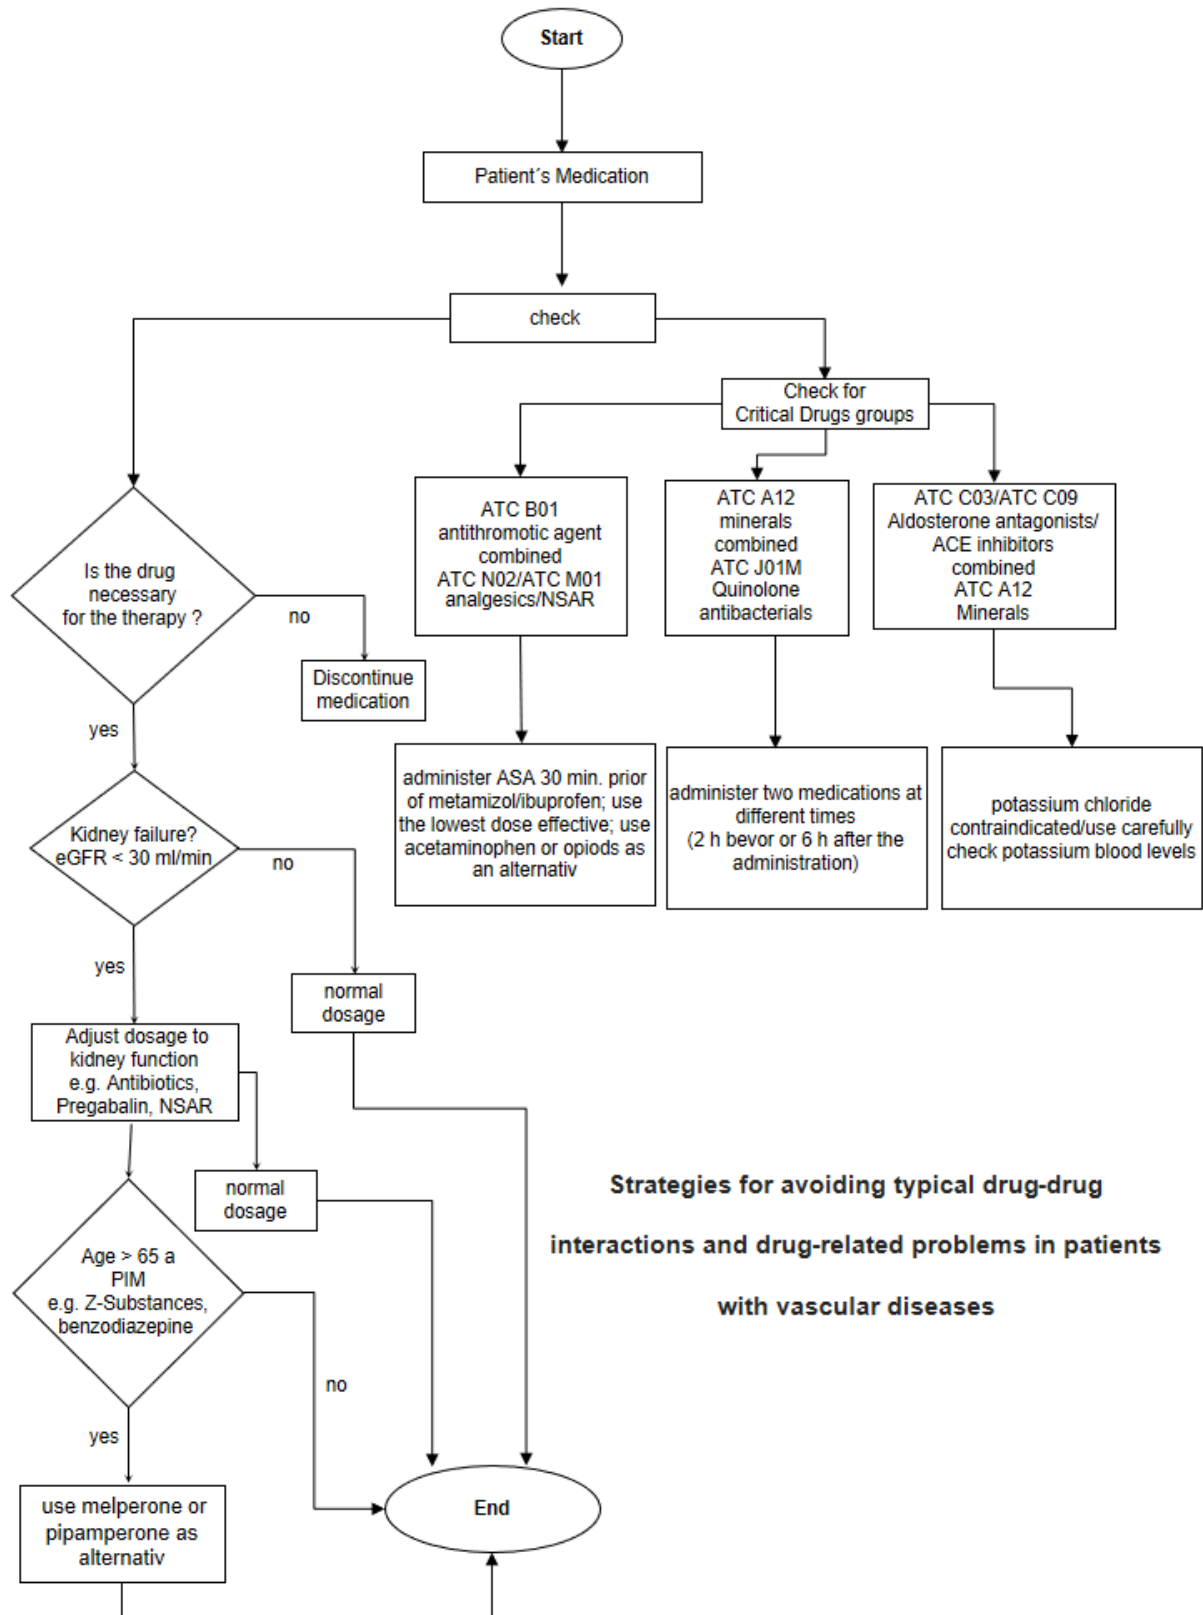 Start
Patient´s Medication
check
Check for
Critical Drugs groups
ATC B01
antithromotic agent
combined
ATC N02/ATC M01
analgesics/NSAR
ATC A12
minerals
combined
ATC J01M
Quinolone
antibacterials
ATC C03/ATC C09
Aldosterone antagonists/
ACE inhibitors
combined
ATC A12
Minerals
Is the drug
necessary
for the therapy ?
no
Discontinue
medication
yes
administer ASA 30 min. prior
of metamizol/ibuprofen; use
the lowest dose effective; use
acetaminophen or opiods as
an alternativ
administer two medications at
different times
(2 h bevor or 6 h after the
administration)
potassium chloride
contraindicated/use carefully
check potassium blood levels
Kidney failure?
eGFR < 30 ml/min
no
yes
normal
dosage
Adjust dosage to
kidney function
e.g. Antibiotics,
Pregabalin, NSAR
normal
dosage
Strategies for avoiding typical drug-drug
interactions and drug-related problems in patients
with vascular diseases
Age > 65 a
PIM
e.g. Z-Substances,
benzodiazepine
no
yes
use melperone or
pipamperone as
alternativ
End